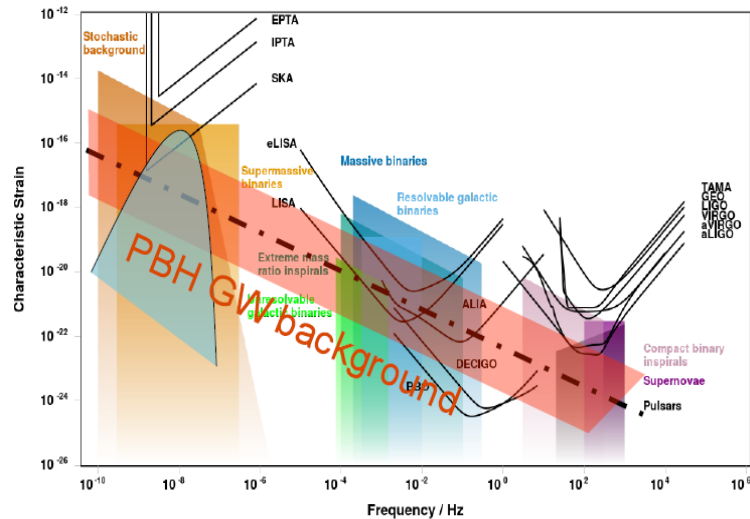 10^-12
10^-14
10^-16
10^-18
10^-20
10^-22
10^-24
10^-26
Characteristic Strain
10^-10
10^-8
10^-6
10^-4
10^-2
10^0
10^2
10^4
10^6
Frequency / Hz
Stochastic
background
EPTA
IPTA
SKA
eLISA
LISA
Supermassive
binaries
Massive binaries
Resolvable galactic
binaries
Extreme mass
ratio inspirals
Unresolvable
galactic binaries
PBH GW background
ALIA
DECIGO
BBO
TAMA
GEO
LIGO
VIRGO
aVIRGO
aLIGO
Compact binary
inspirals
Supernovae
Pulsars